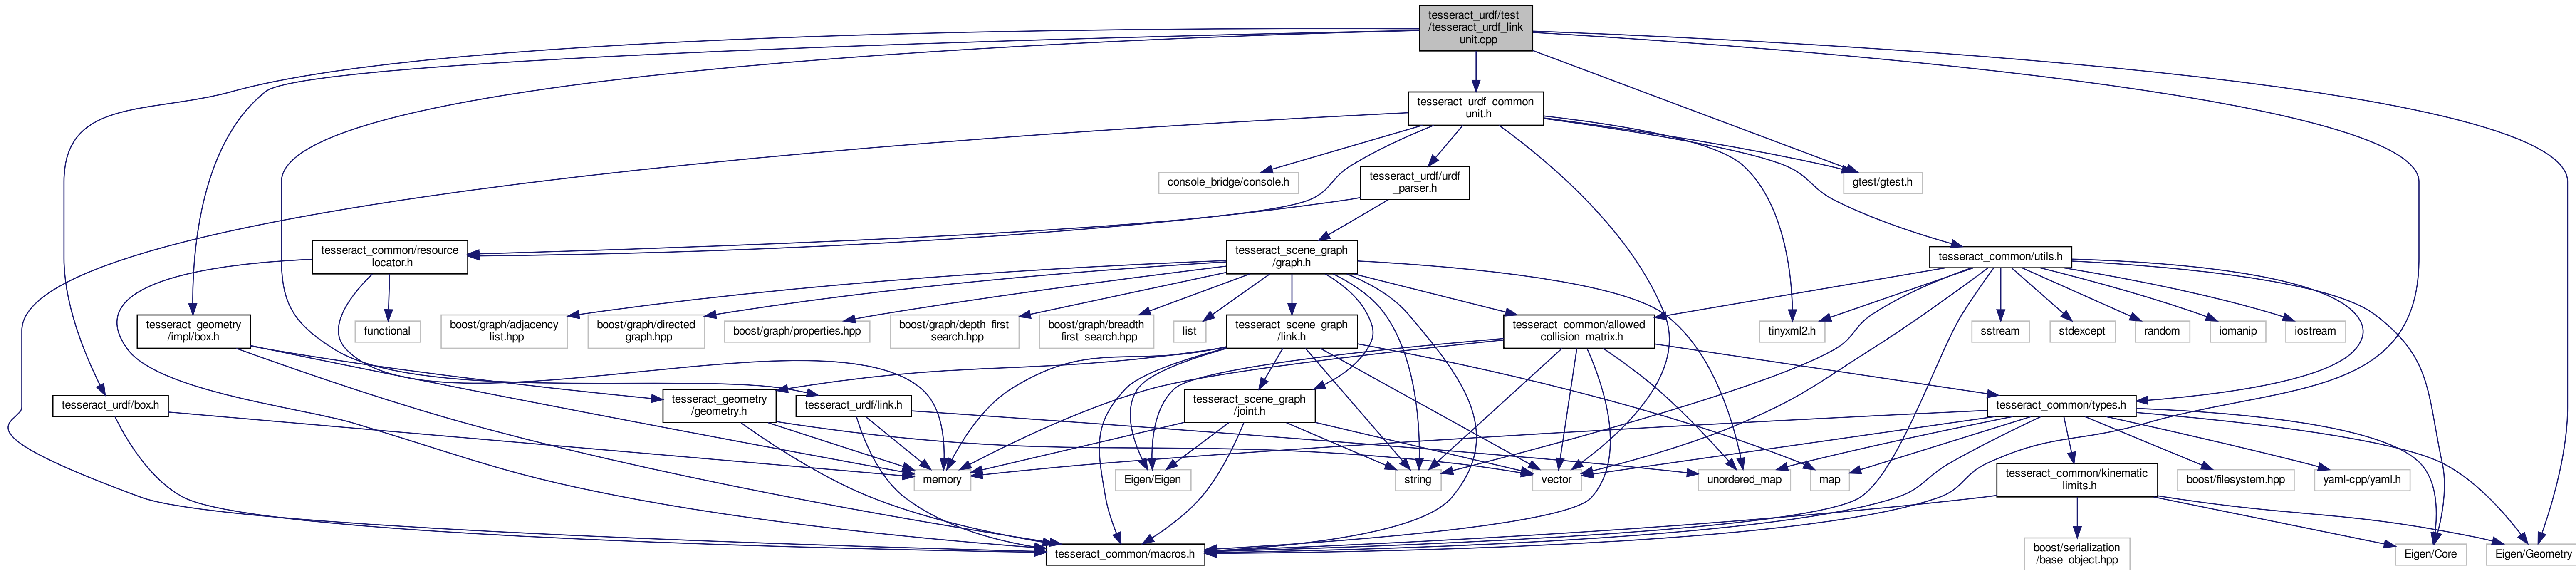 tesseract_urdf/test
/tesseract_urdf_link
_unit.cpp
tesseract_urdf_common
_unit.h
console_bridge/console.h
tesseract_urdf/urdf
_parser.h
gtest/gtest.h
tesseract_common/resource
_locator.h
tesseract_scene_graph
/graph.h
tesseract_common/utils.h
tesseract_geometry
/impl/box.h
functional
boost/graph/adjacency
_list.hpp
boost/graph/directed
_graph.hpp
boost/graph/properties.hpp
boost/graph/depth_first
_search.hpp
boost/graph/breadth
_first_search.hpp
list
tesseract_scene_graph
/link.h
tesseract_common/allowed
_collision_matrix.h
tinyxml2.h
sstream
stdexcept
random
iomanip
iostream
tesseract_urdf/box.h
tesseract_geometry
/geometry.h
tesseract_urdf/link.h
tesseract_scene_graph
/joint.h
tesseract_common/types.h
memory
Eigen/Eigen
string
vector
unordered_map
map
tesseract_common/kinematic
_limits.h
boost/filesystem.hpp
yaml-cpp/yaml.h
tesseract_common/macros.h
boost/serialization
/base_object.hpp
Eigen/Core
Eigen/Geometry